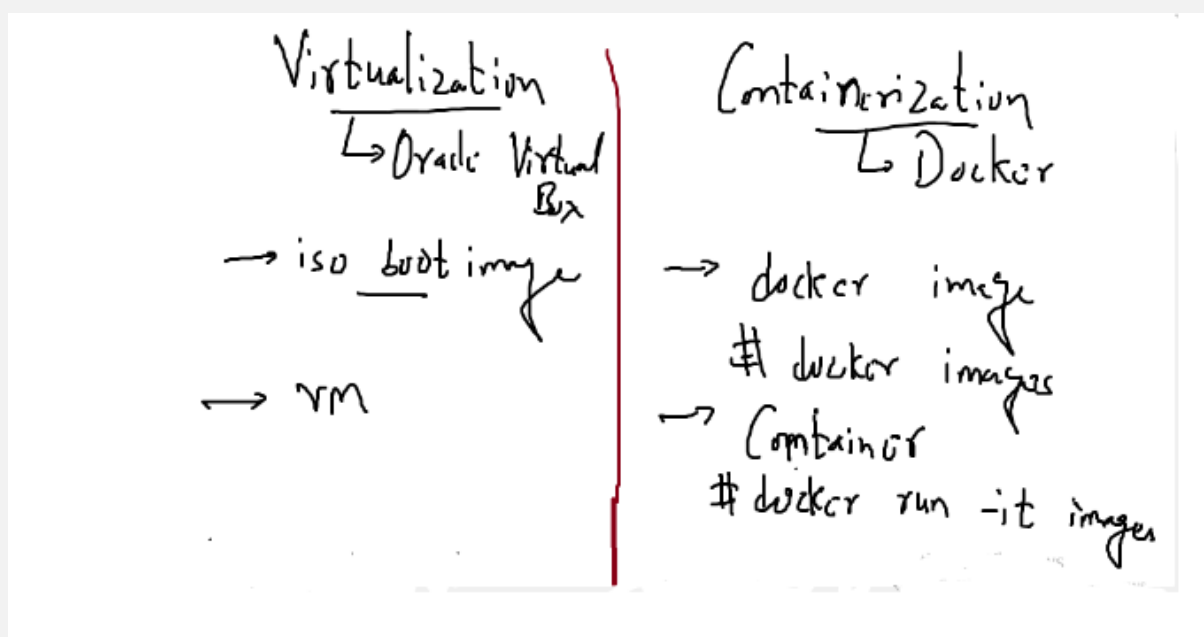 Virtualization
↳ Oracle Virtual
Box
→ iso boot image
→ VM
Containerization
↳ Docker
→ docker image
# docker images
→ Container
# docker run -it images